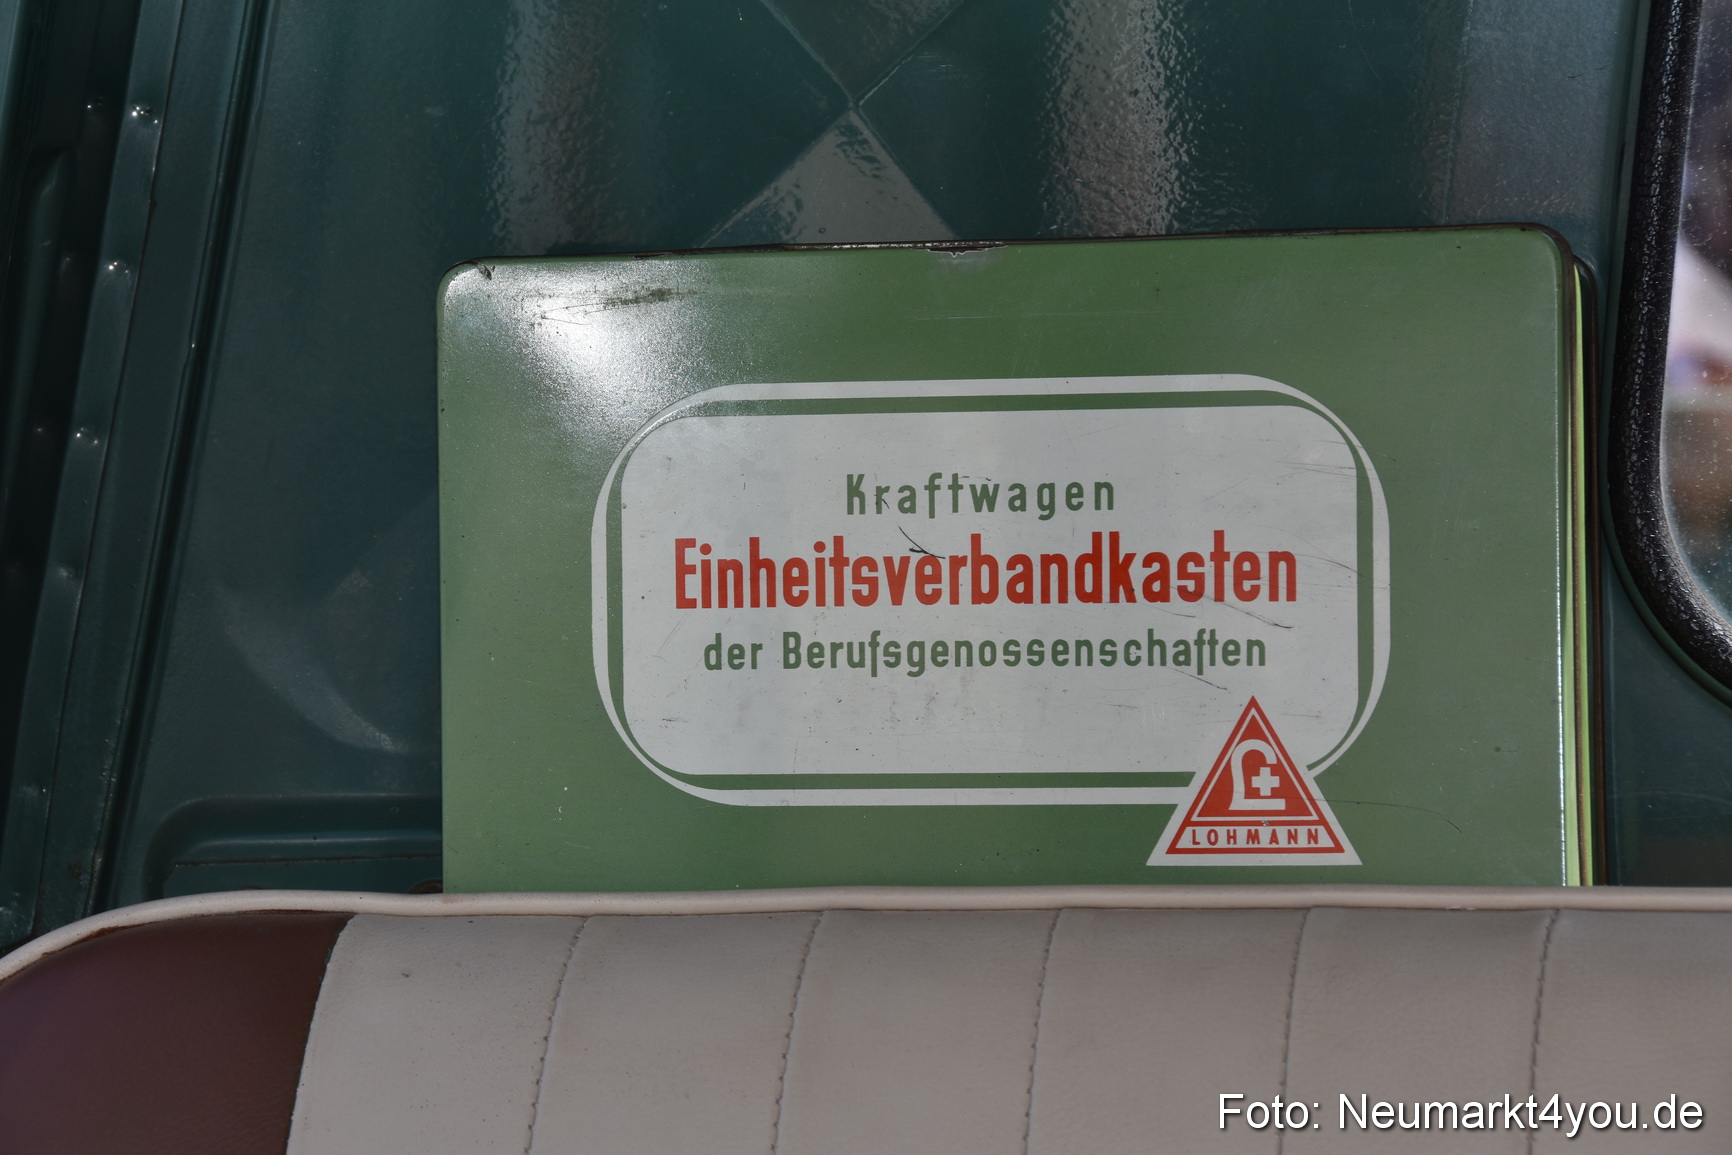 Kraftwagen
Einheitsverbandkasten
der Berufsgenossenschaften
LOHMANN
Foto: Neumarkt4you.de